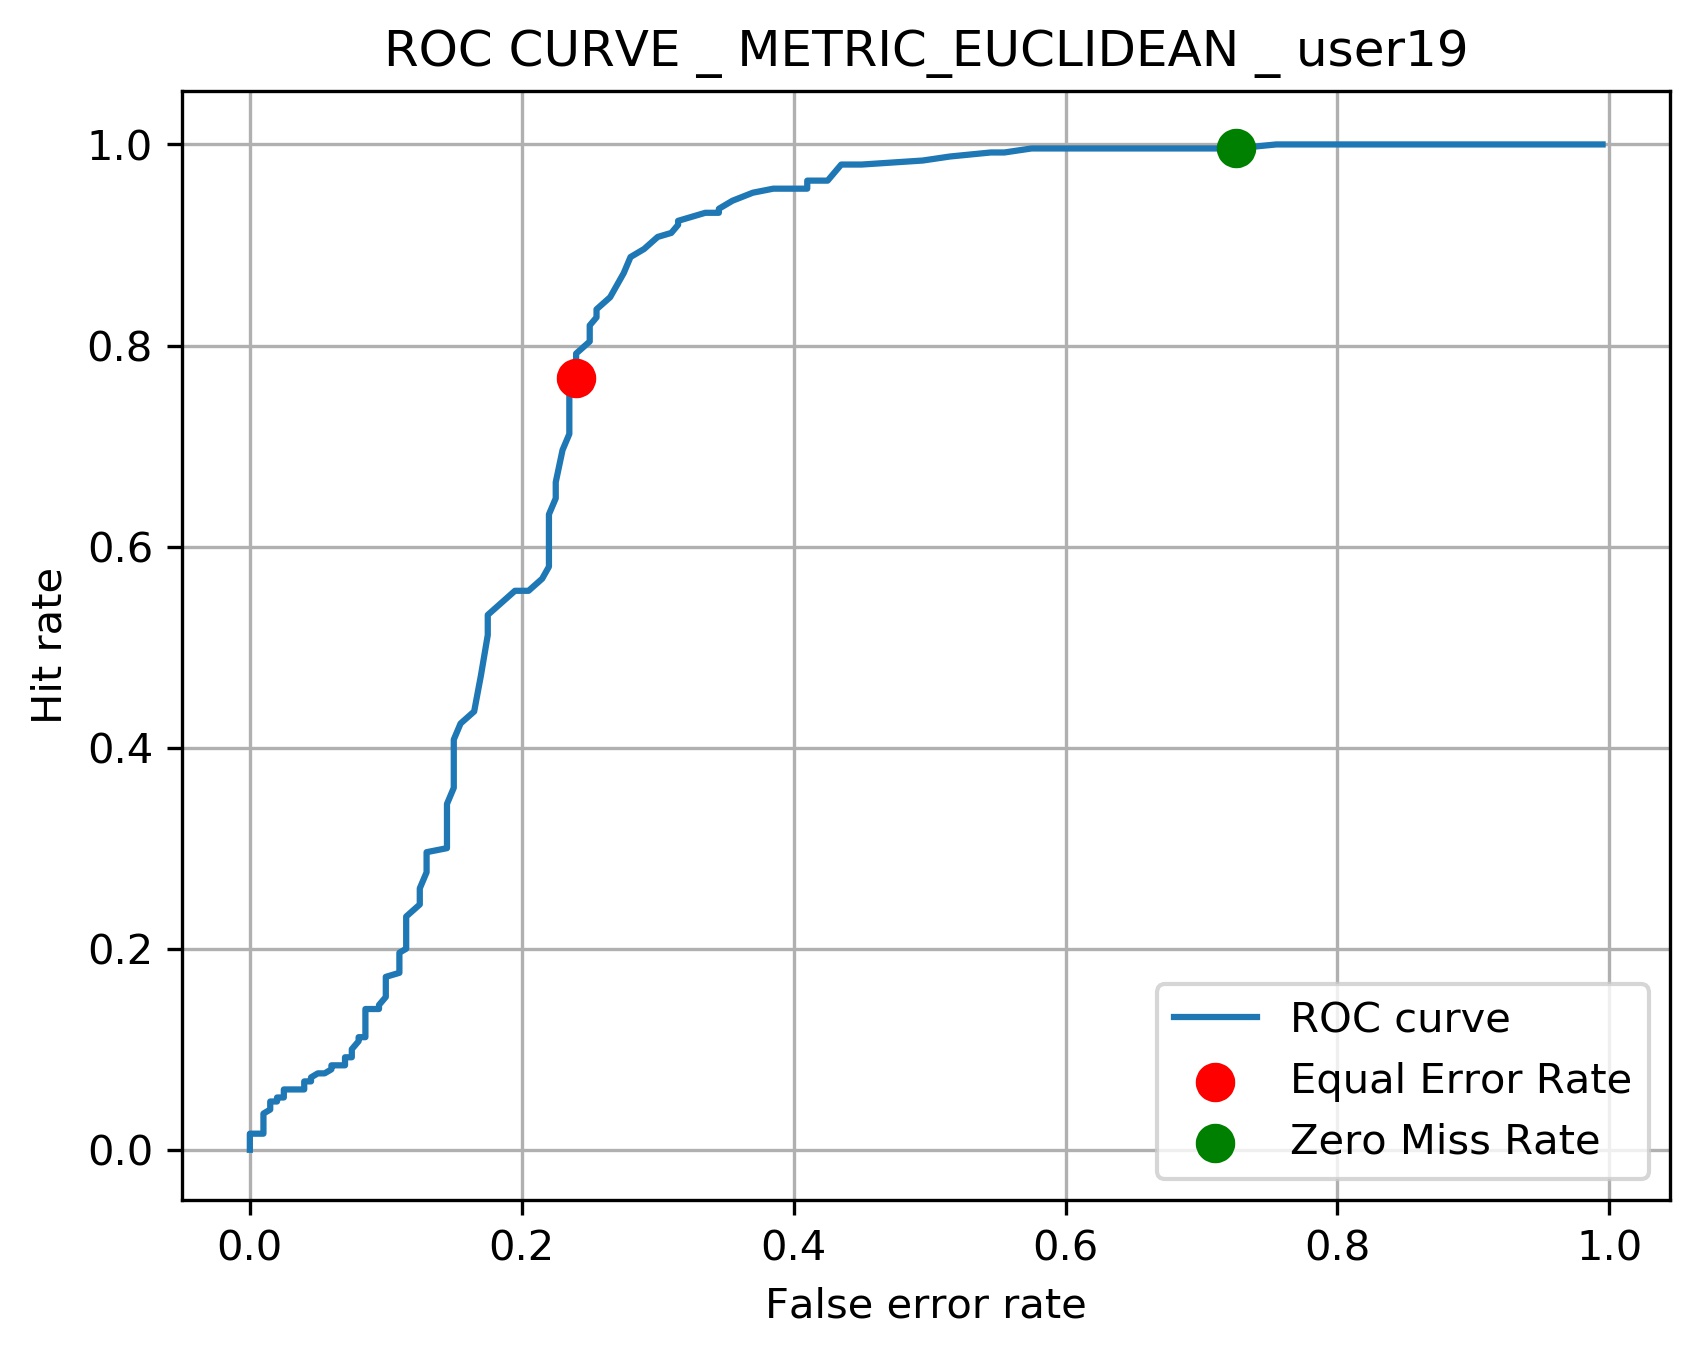 ROC CURVE _ METRIC_EUCLIDEAN _ user19
1.0
0.8
0.6
0.4
0.2
0.0
Hit rate
ROC curve
Equal Error Rate
Zero Miss Rate
0.0 0.2 0.4 0.6 0.8 1.0
False error rate